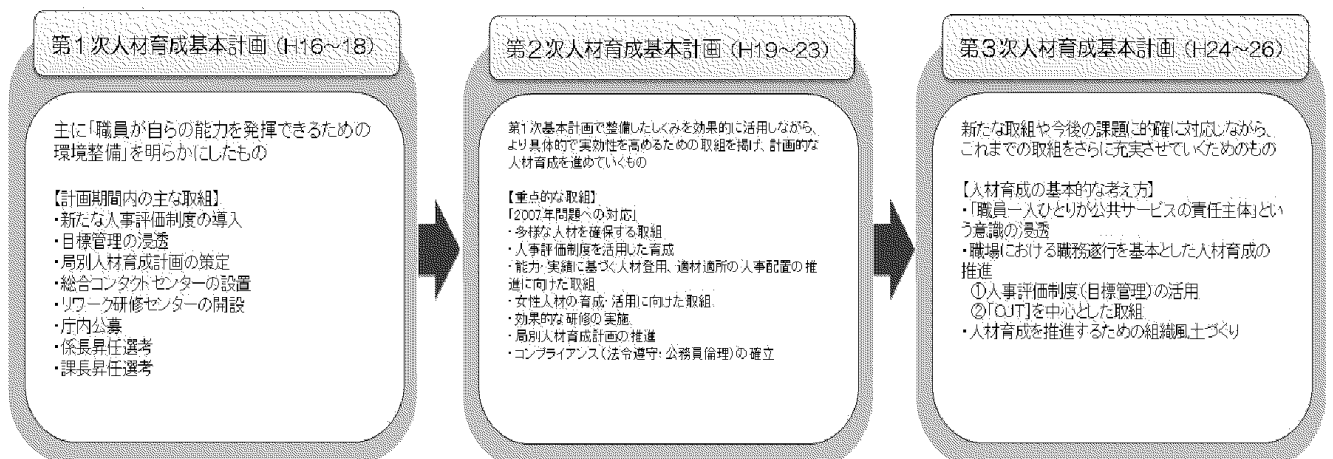 第1次人材育成基本計画（H16～18）
主に「職員が自らの能力を発揮できるための
環境整備」を明らかにしたもの
【計画期間内の主な取組】
・新たな人事評価制度の導入
・目標管理の浸透
・局別人材育成計画の策定
・総合コンタクトセンターの設置
・リワーク研修センターの開設
・庁内公募
・係長昇任選考
・課長昇任選考
第2次人材育成基本計画（H19～23）
第1次基本計画で整備したしくみを効果的に活用しながら、
より具体的で実効性を高めるための取組を掲げ、計画的な
人材育成を進めていくもの
【重点的な取組】
「2007年問題への対応」
・多様な人材を確保する取組
・人事評価制度を活用した育成
・能力・実績に基づく人材登用、適材適所の人事配置の推
進に向けた取組
・女性人材の育成・活用に向けた取組
・効果的な研修の実施
・局別人材育成計画の推進
・コンプライアンス（法令遵守・公務員倫理）の確立
第3次人材育成基本計画（H24～26）
新たな取組や今後の課題に的確に対応しながら、
これまでの取組をさらに充実させていくためのもの
【人材育成の基本的な考え方】
・「職員一人ひとりが公共サービスの責任主体」とい
う意識の浸透
・職場における職務遂行を基本とした人材育成の
推進
①人事評価制度（目標管理）の活用
②「OJT」を中心とした取組
・人材育成を推進するための組織風土づくり